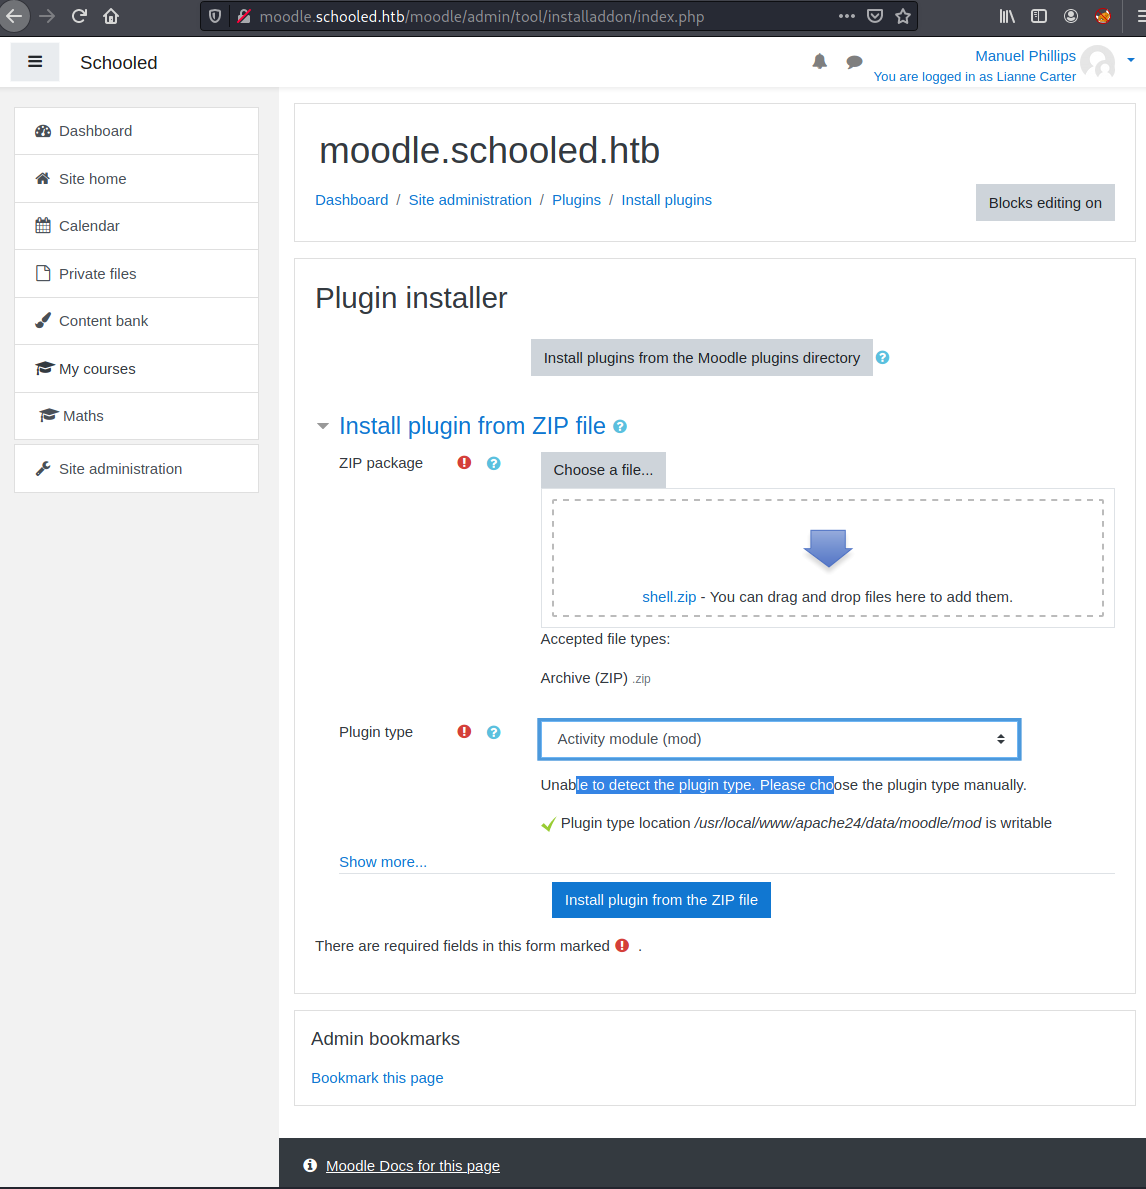 moodle.schooled.htb/moodle/admin/tool/installaddon/index.php
Schooled
Manuel Phillips
You are logged in as Lianne Carter
Dashboard
Site home
Calendar
Private files
Content bank
My courses
Maths
Site administration
moodle.schooled.htb
Dashboard / Site administration / Plugins / Install plugins
Blocks editing on
Plugin installer
Install plugins from the Moodle plugins directory
Install plugin from ZIP file
ZIP package
Choose a file...
shell.zip - You can drag and drop files here to add them.
Accepted file types:
Archive (ZIP) .zip
Plugin type
Activity module (mod)
Unable to detect the plugin type. Please choose the plugin type manually.
Plugin type location /usr/local/www/apache24/data/moodle/mod is writable
Show more...
Install plugin from the ZIP file
There are required fields in this form marked .
Admin bookmarks
Bookmark this page
Moodle Docs for this page